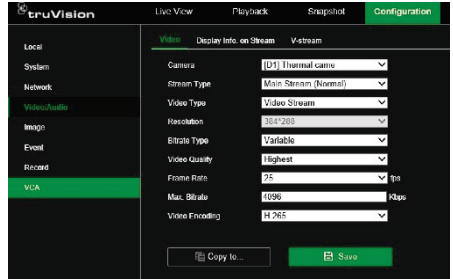 truVision
Live View Playback Snapshot Configuration
Local
System
Network
Video/Audio
Image
Event
Record
VCA
Video Display Info. on Stream V-stream
Camera [D1] Thermal came
Stream Type Main Stream (Normal)
Video Type Video Stream
Resolution 384*288
Bitrate Type Variable
Video Quality Highest
Frame Rate 25 fps
Max. Bitrate 4096 Kbps
Video Encoding H.265
Copy to... Save